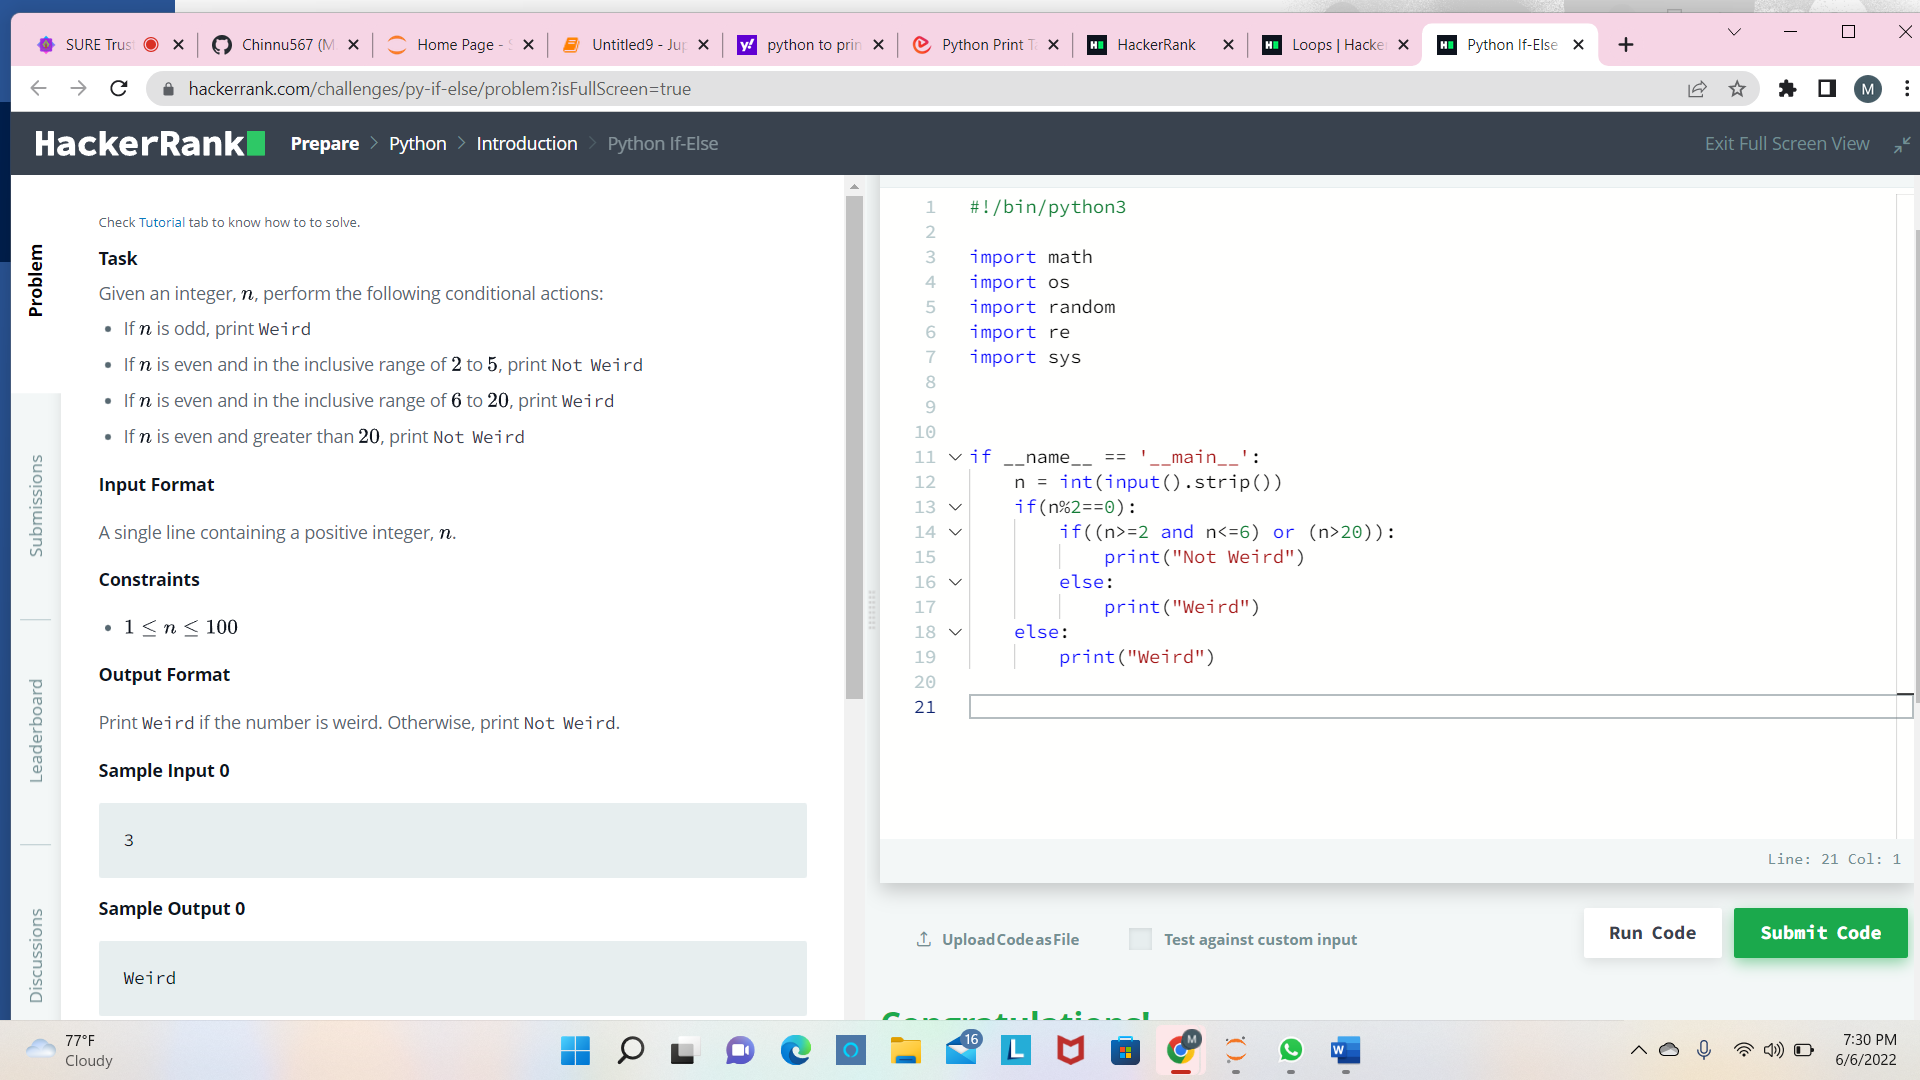 SURE Trus
Chinnu567 (M
Home Page - S
Untitled9 - Jup
python to prin
Python Print Ta
HackerRank
Loops | Hacker
Python If-Else
hackerrank.com/challenges/py-if-else/problem?isFullScreen=true
M
HackerRank
Prepare > Python > Introduction > Python If-Else
Exit Full Screen View
Problem
Submissions
Leaderboard
Discussions
Check Tutorial tab to know how to to solve.
Task
Given an integer, n, perform the following conditional actions:
• If n is odd, print Weird
• If n is even and in the inclusive range of 2 to 5, print Not Weird
• If n is even and in the inclusive range of 6 to 20, print Weird
• If n is even and greater than 20, print Not Weird
Input Format
A single line containing a positive integer, n.
Constraints
• 1 ≤ n ≤ 100
Output Format
Print Weird if the number is weird. Otherwise, print Not Weird.
Sample Input 0
3
Sample Output 0
Weird
1 #!/bin/python3
2
3 import math
4 import os
5 import random
6 import re
7 import sys
8
9
10
11 if __name__ == '__main__':
12     n = int(input().strip())
13     if(n%2==0):
14         if((n>=2 and n<=6) or (n>20)):
15             print("Not Weird")
16         else:
17             print("Weird")
18     else:
19         print("Weird")
20
21
Line: 21 Col: 1
Upload Code as File
Test against custom input
Run Code
Submit Code
Congratulations!
77°F
Cloudy
16
L
M
W
7:30 PM
6/6/2022